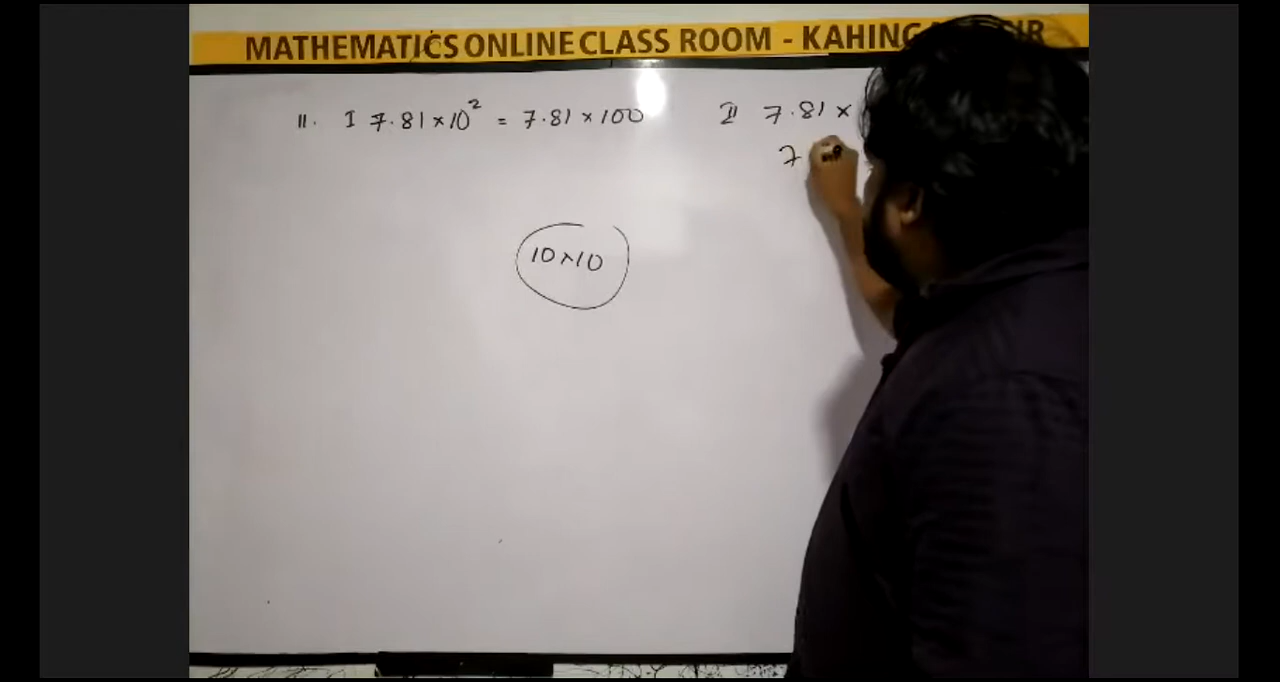 MATHEMATICS ONLINE CLASS ROOM - KAHING
11. I 7.81 × 10² = 7.81 × 100
II 7.81 ×
7
10 × 10